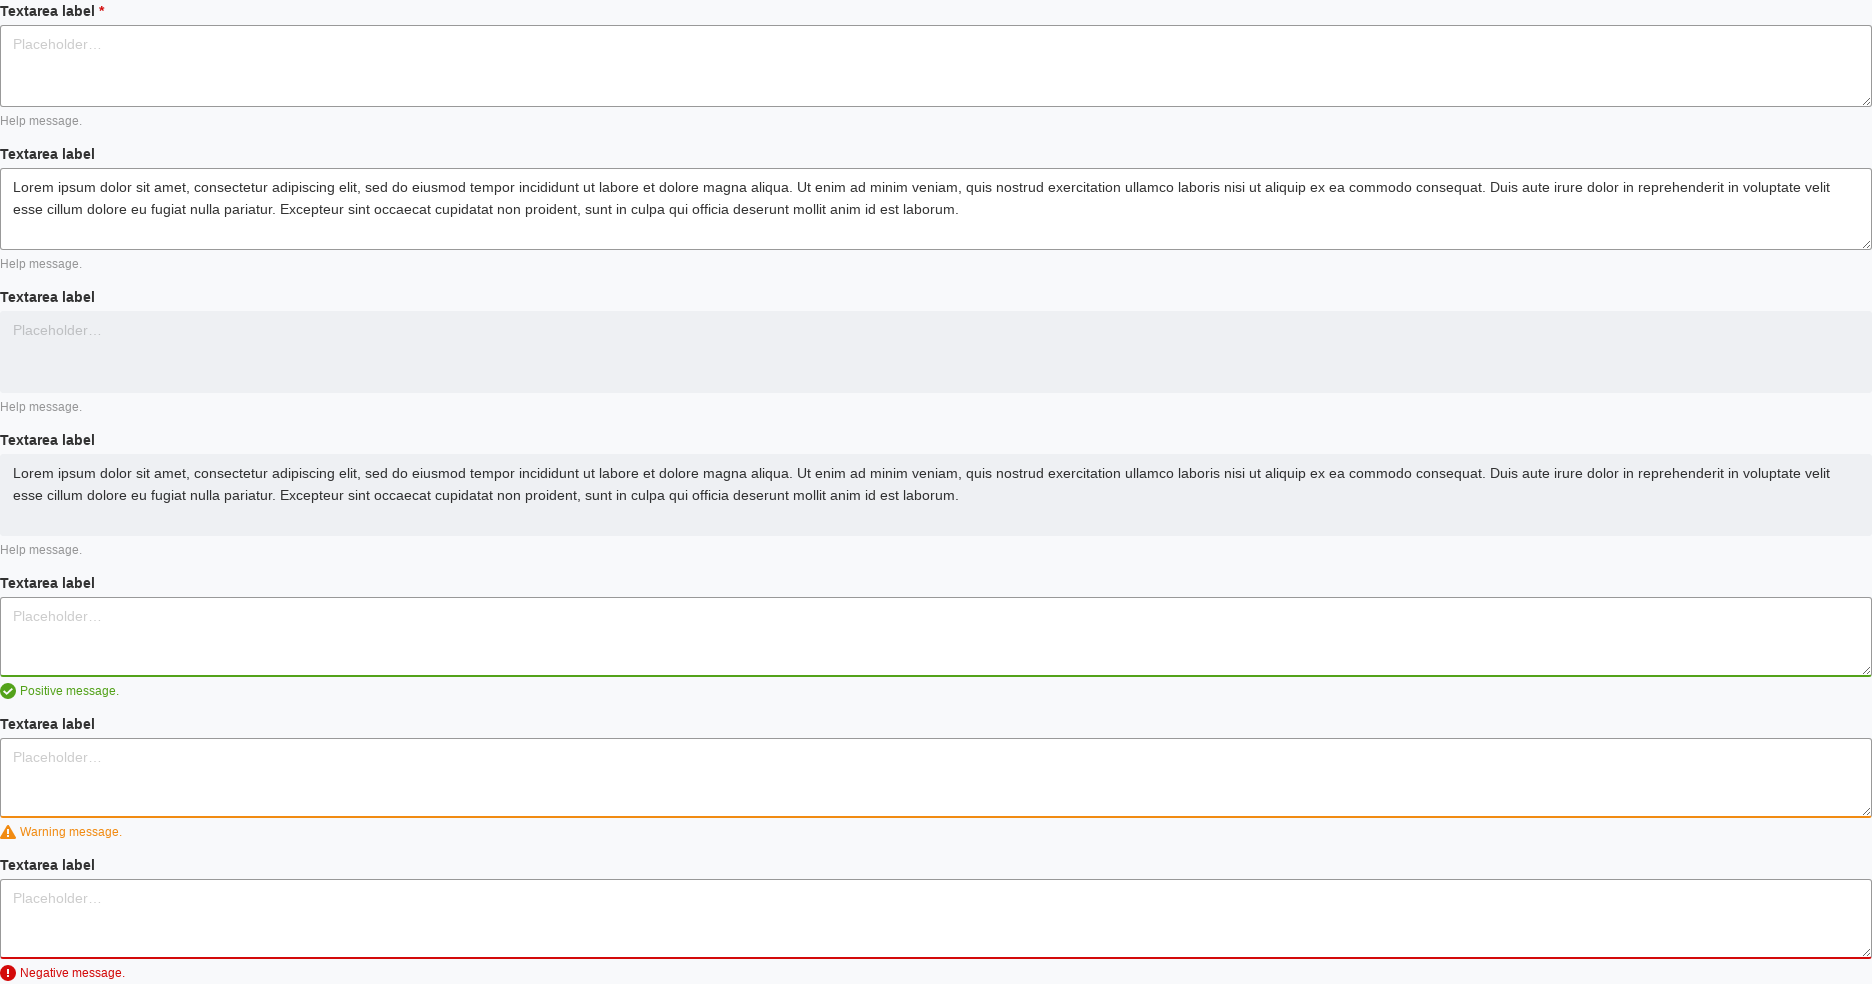 Textarea label *
Placeholder…
Help message.
Textarea label
Lorem ipsum dolor sit amet, consectetur adipiscing elit, sed do eiusmod tempor incididunt ut labore et dolore magna aliqua. Ut enim ad minim veniam, quis nostrud exercitation ullamco laboris nisi ut aliquip ex ea commodo consequat. Duis aute irure dolor in reprehenderit in voluptate velit
esse cillum dolore eu fugiat nulla pariatur. Excepteur sint occaecat cupidatat non proident, sunt in culpa qui officia deserunt mollit anim id est laborum.
Help message.
Textarea label
Placeholder…
Help message.
Textarea label
Lorem ipsum dolor sit amet, consectetur adipiscing elit, sed do eiusmod tempor incididunt ut labore et dolore magna aliqua. Ut enim ad minim veniam, quis nostrud exercitation ullamco laboris nisi ut aliquip ex ea commodo consequat. Duis aute irure dolor in reprehenderit in voluptate velit
esse cillum dolore eu fugiat nulla pariatur. Excepteur sint occaecat cupidatat non proident, sunt in culpa qui officia deserunt mollit anim id est laborum.
Help message.
Textarea label
Placeholder…
Positive message.
Textarea label
Placeholder…
Warning message.
Textarea label
Placeholder…
Negative message.